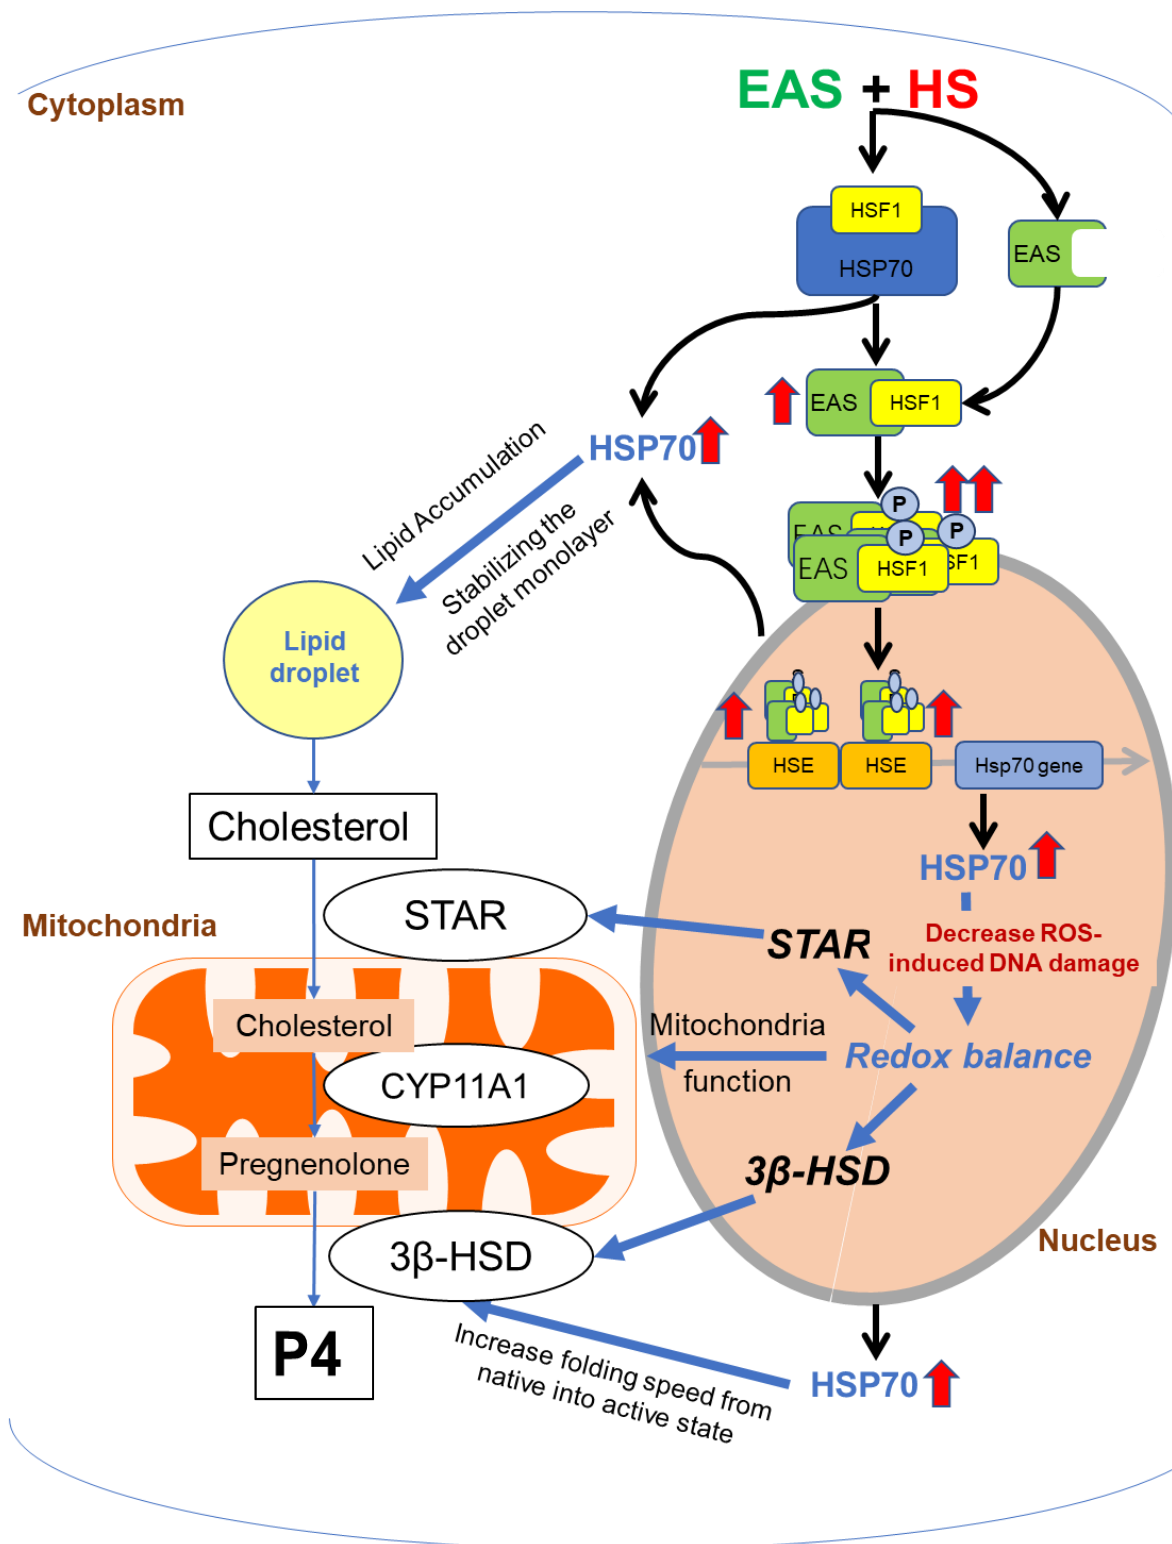 Cytoplasm
EAS + HS
HSF1
HSP70
EAS
EAS
HSF1
HSP70
Lipid Accumulation
Stabilizing the
droplet monolayer
P
P
P
EAS
EAS
HSF1
SF1
Lipid
droplet
HSE
HSE
Hsp70 gene
Cholesterol
HSP70
STAR
Mitochondria
STAR
Decrease ROS-
induced DNA damage
Cholesterol
Mitochondria
function
Redox balance
CYP11A1
Pregnenolone
3β-HSD
3β-HSD
Nucleus
P4
Increase folding speed from
native into active state
HSP70